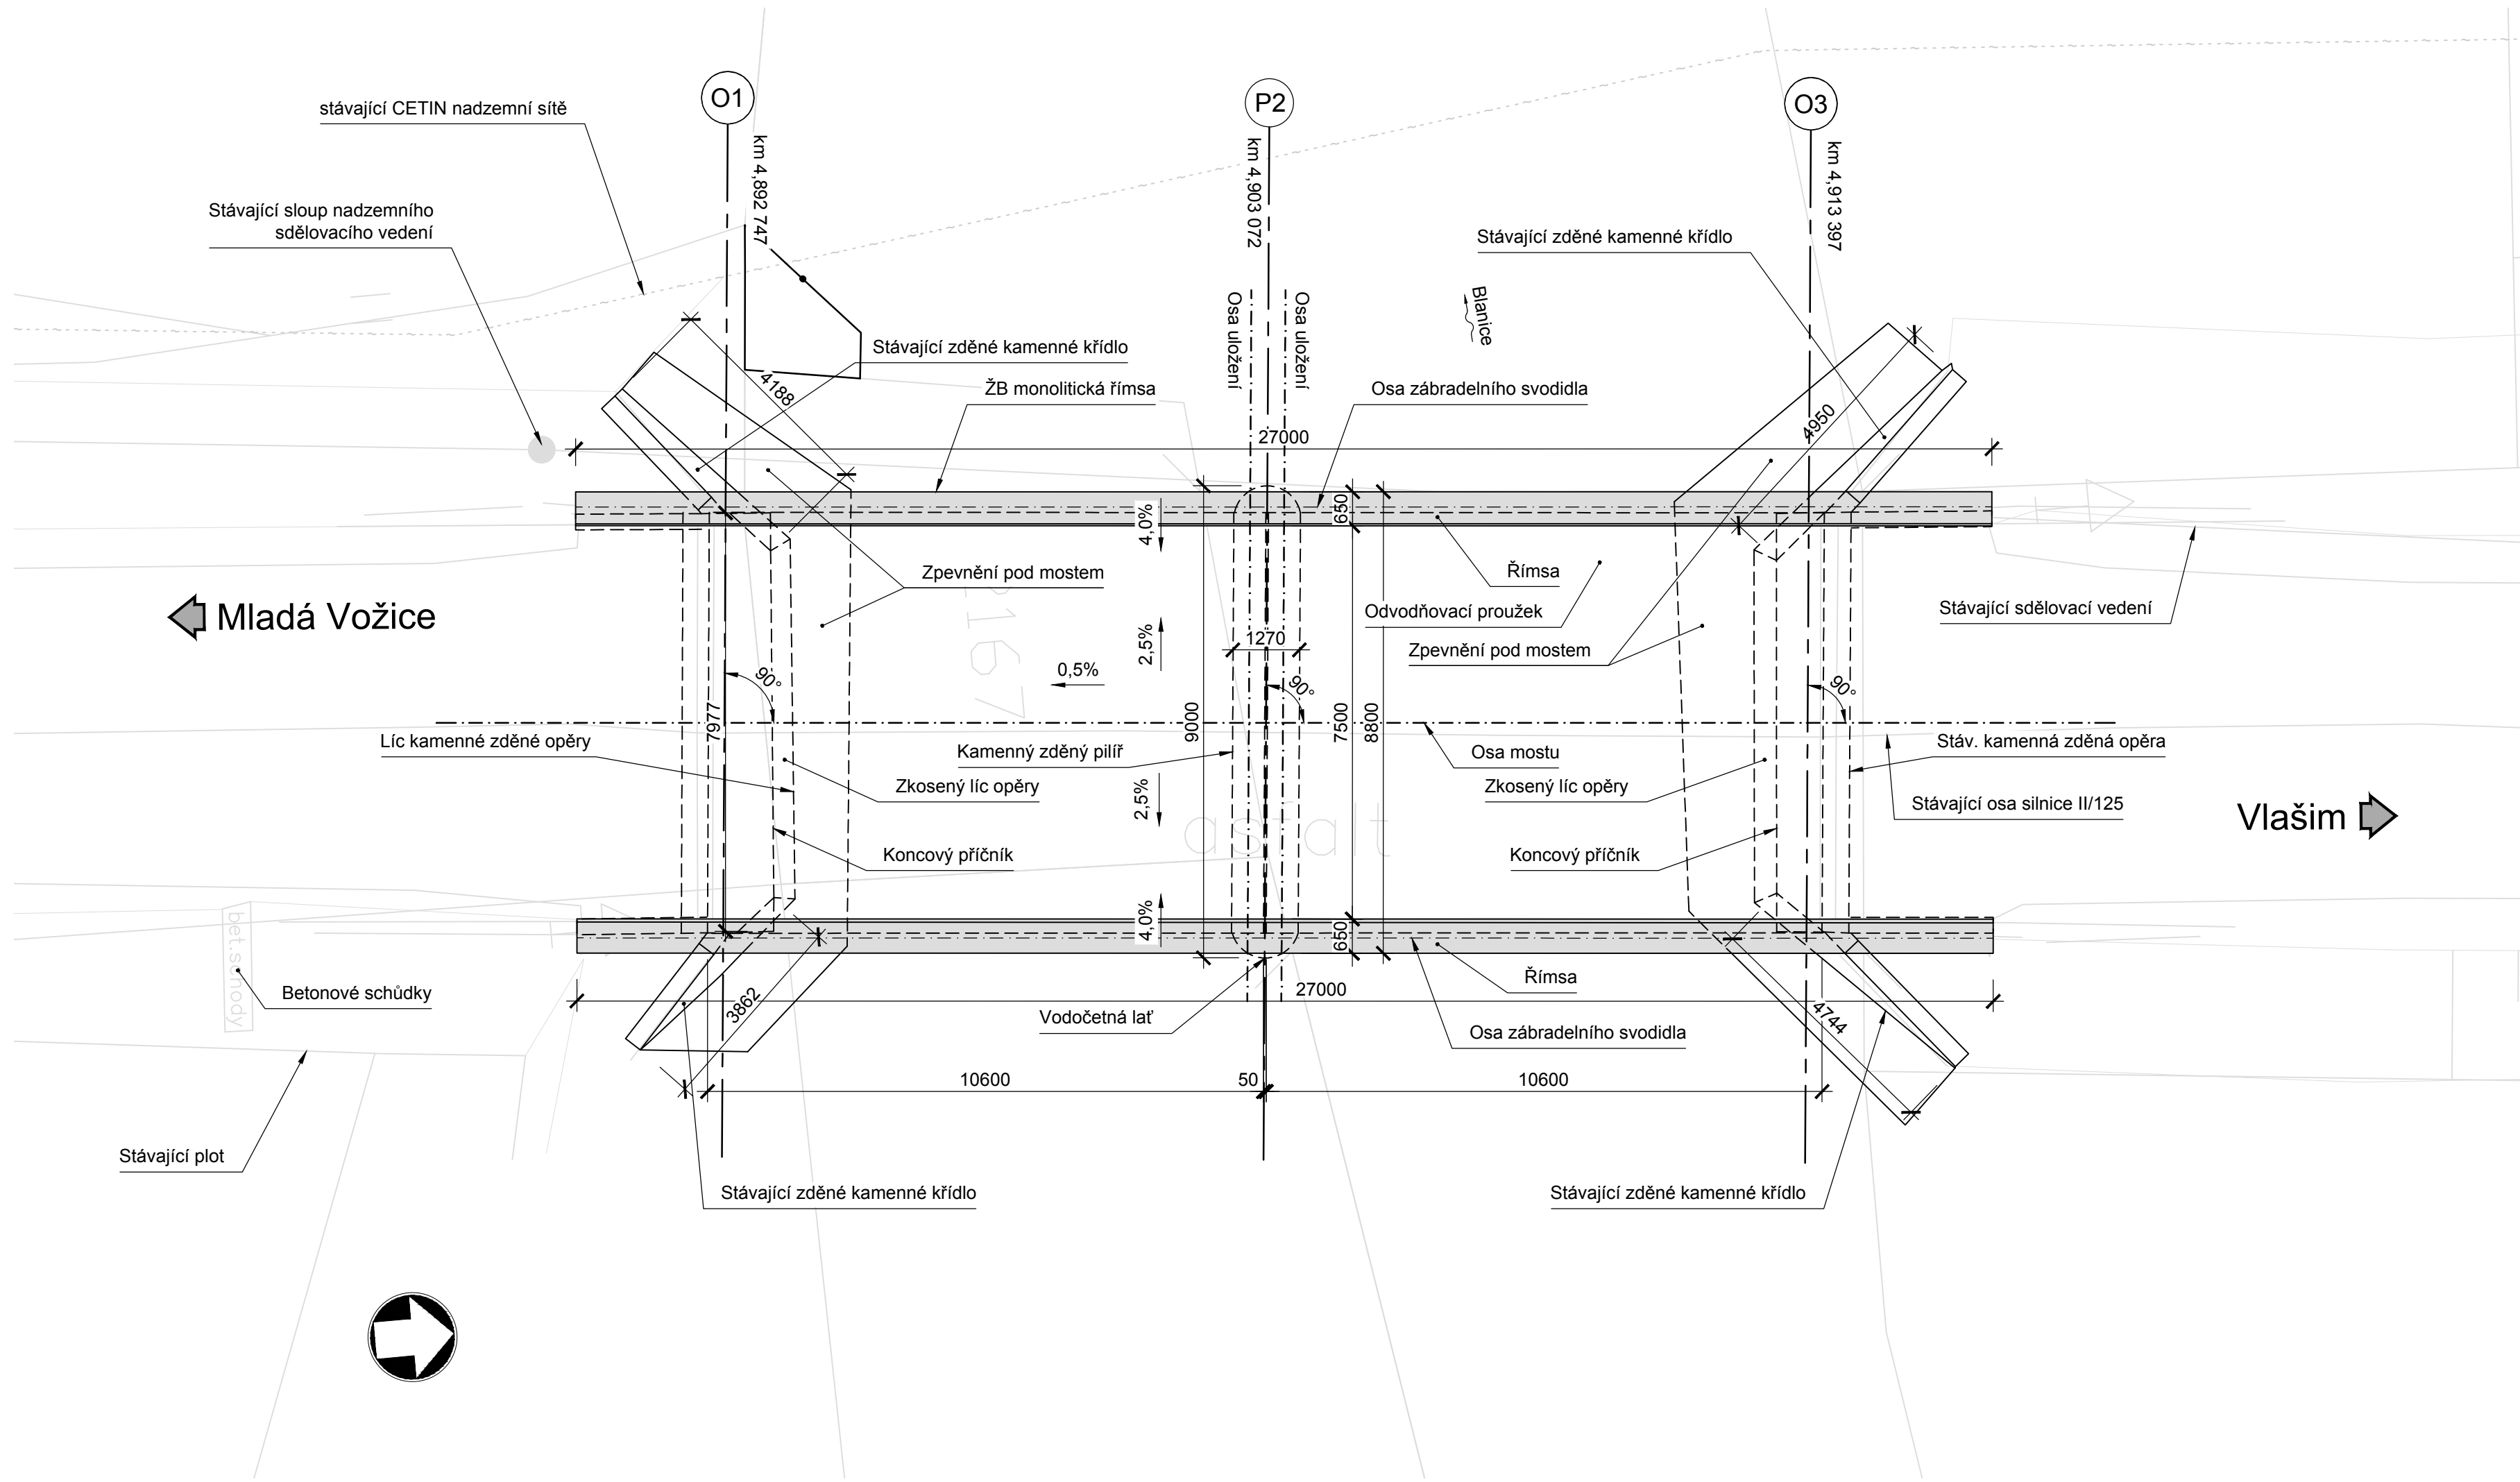 O1
P2
O3
stávající CETIN nadzemní sítě
km 4,892 747
km 4,903 072
km 4,913 397
Stávající sloup nadzemního
sdělovacího vedení
Stávající zděné kamenné křídlo
Osa uložení
Osa uložení
Blanice
Stávající zděné kamenné křídlo
ŽB monolitická římsa
Osa zábradelního svodidla
4188
4950
27000
650
4,0%
Zpevnění pod mostem
Římsa
Odvodňovací proužek
Stávající sdělovací vedení
Mladá Vožice
1270
2,5%
Zpevnění pod mostem
0,5%
90°
90°
90°
7977
9000
7500
8800
Líc kamenné zděné opěry
Kamenný zděný pilíř
Osa mostu
Stáv. kamenná zděná opěra
Zkosený líc opěry
2,5%
Zkosený líc opěry
Stávající osa silnice II/125
Vlašim
asfalt
Koncový příčník
Koncový příčník
4,0%
650
bet.schody
Betonové schůdky
3862
Římsa
27000
4744
Vodočetná lať
Osa zábradelního svodidla
10600
50
10600
Stávající plot
Stávající zděné kamenné křídlo
Stávající zděné kamenné křídlo